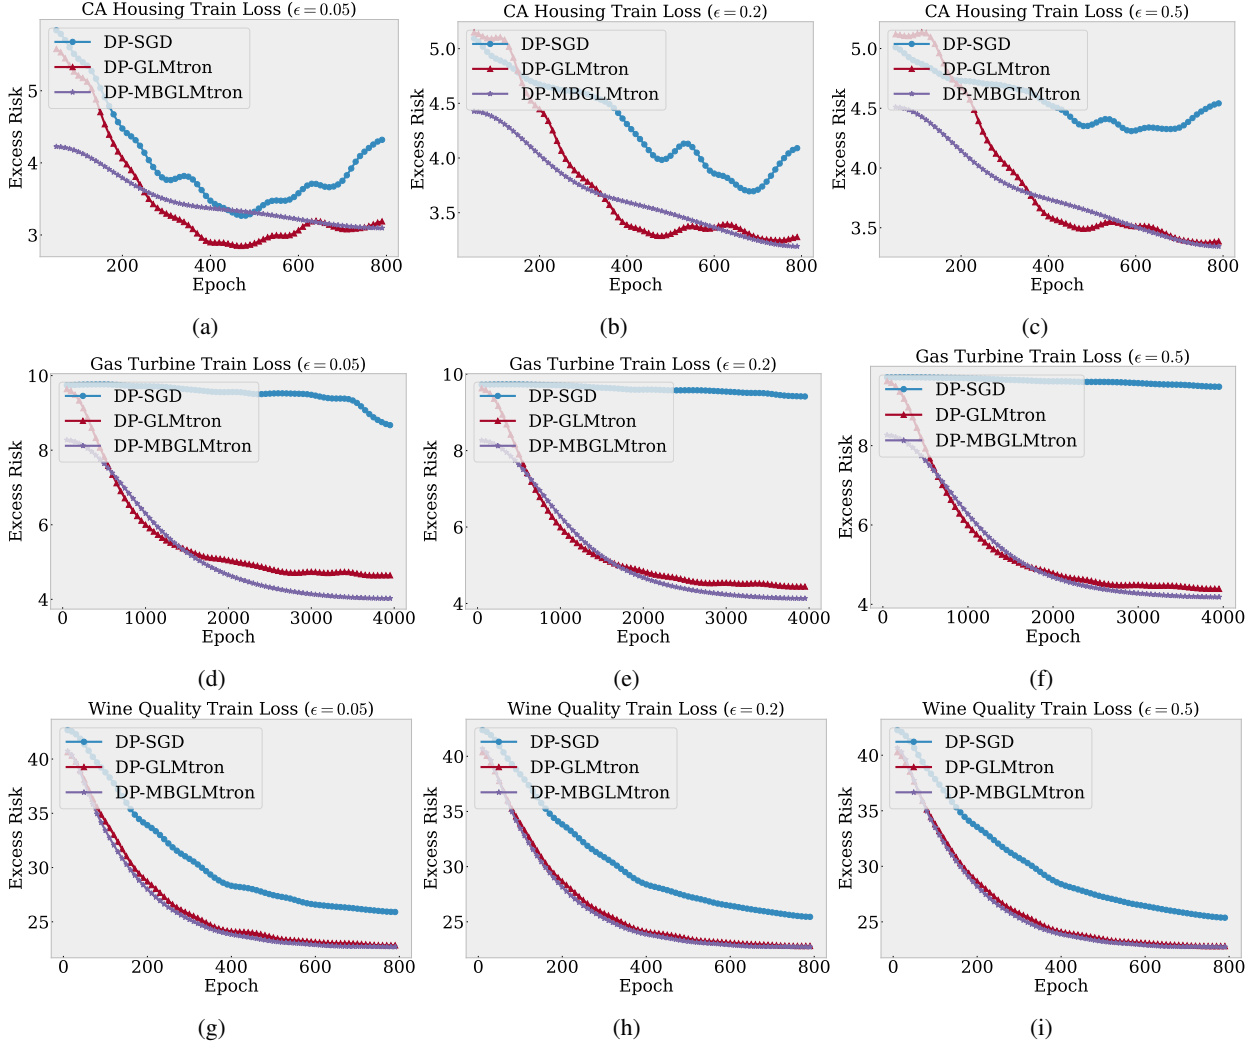 CA Housing Train Loss (ϵ = 0.05)
DP-SGD
DP-GLMtron
DP-MBGLMtron
Excess Risk
5
4
3
200 400 600 800
Epoch
(a)
CA Housing Train Loss (ϵ = 0.2)
DP-SGD
DP-GLMtron
DP-MBGLMtron
Excess Risk
5.0
4.5
4.0
3.5
200 400 600 800
Epoch
(b)
CA Housing Train Loss (ϵ = 0.5)
DP-SGD
DP-GLMtron
DP-MBGLMtron
Excess Risk
5.0
4.5
4.0
3.5
200 400 600 800
Epoch
(c)
Gas Turbine Train Loss (ϵ = 0.05)
DP-SGD
DP-GLMtron
DP-MBGLMtron
Excess Risk
10
8
6
4
0 1000 2000 3000 4000
Epoch
(d)
Gas Turbine Train Loss (ϵ = 0.2)
DP-SGD
DP-GLMtron
DP-MBGLMtron
Excess Risk
10
8
6
4
0 1000 2000 3000 4000
Epoch
(e)
Gas Turbine Train Loss (ϵ = 0.5)
DP-SGD
DP-GLMtron
DP-MBGLMtron
Excess Risk
8
6
4
0 1000 2000 3000 4000
Epoch
(f)
Wine Quality Train Loss (ϵ = 0.05)
DP-SGD
DP-GLMtron
DP-MBGLMtron
Excess Risk
40
35
30
25
0 200 400 600 800
Epoch
(g)
Wine Quality Train Loss (ϵ = 0.2)
DP-SGD
DP-GLMtron
DP-MBGLMtron
Excess Risk
40
35
30
25
0 200 400 600 800
Epoch
(h)
Wine Quality Train Loss (ϵ = 0.5)
DP-SGD
DP-GLMtron
DP-MBGLMtron
Excess Risk
40
35
30
25
0 200 400 600 800
Epoch
(i)